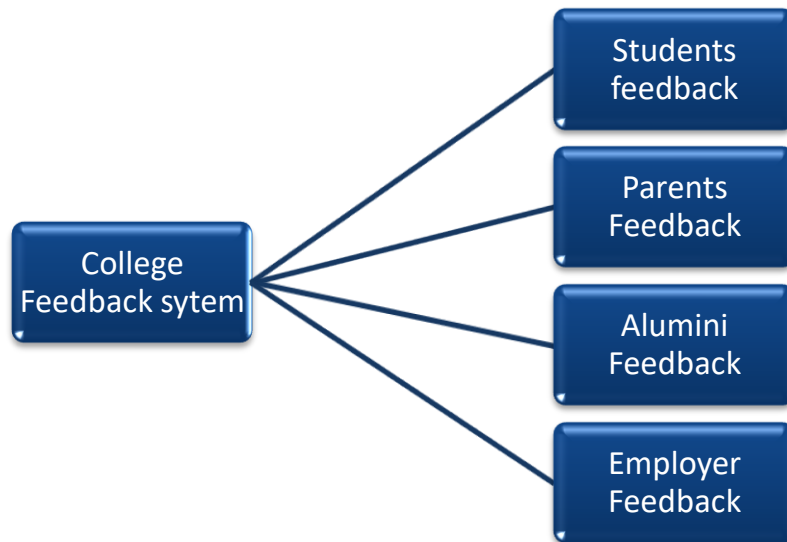 College
Feedback sytem
Students
feedback
Parents
Feedback
Alumini
Feedback
Employer
Feedback